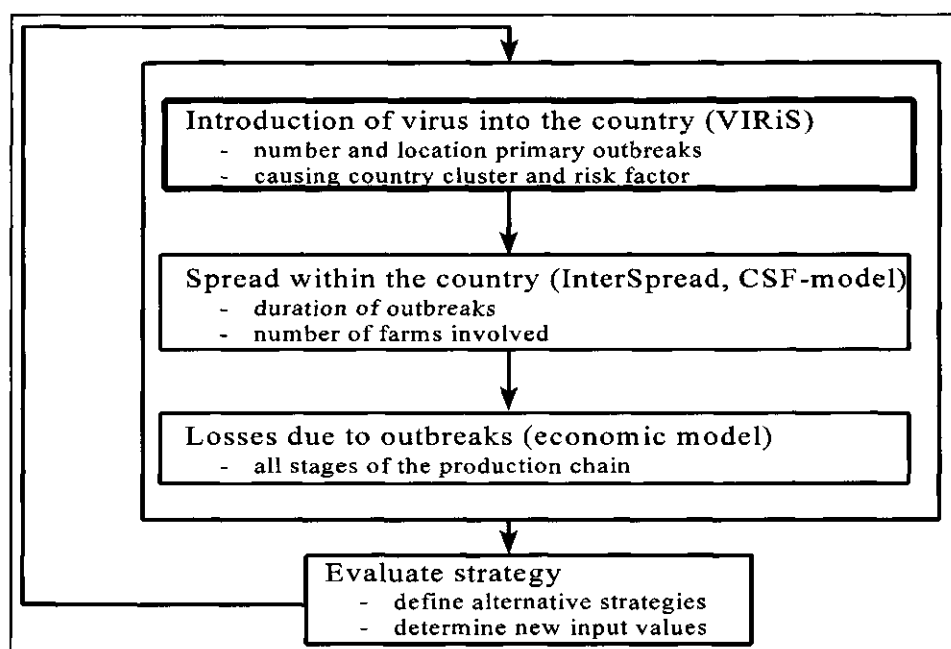 Introduction of virus into the country (VIRiS)
- number and location primary outbreaks
- causing country cluster and risk factor
Spread within the country (InterSpread, CSF-model)
- duration of outbreaks
- number of farms involved
Losses due to outbreaks (economic model)
- all stages of the production chain
Evaluate strategy
- define alternative strategies
- determine new input values